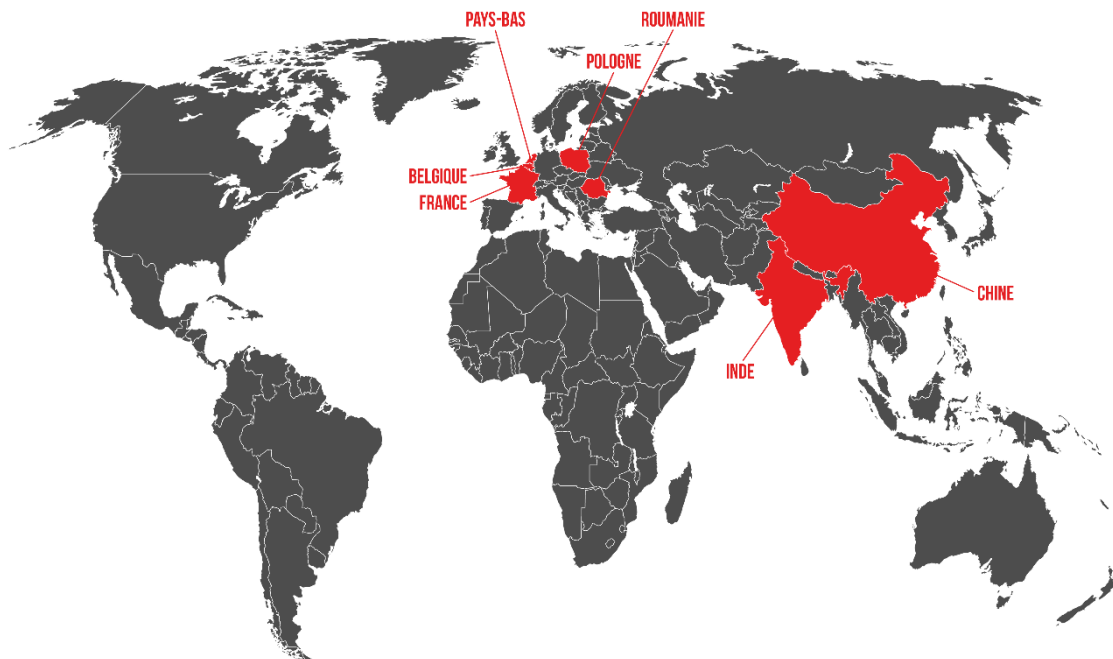 PAYS-BAS
ROUMANIE
POLOGNE
BELGIQUE
FRANCE
CHINE
INDE